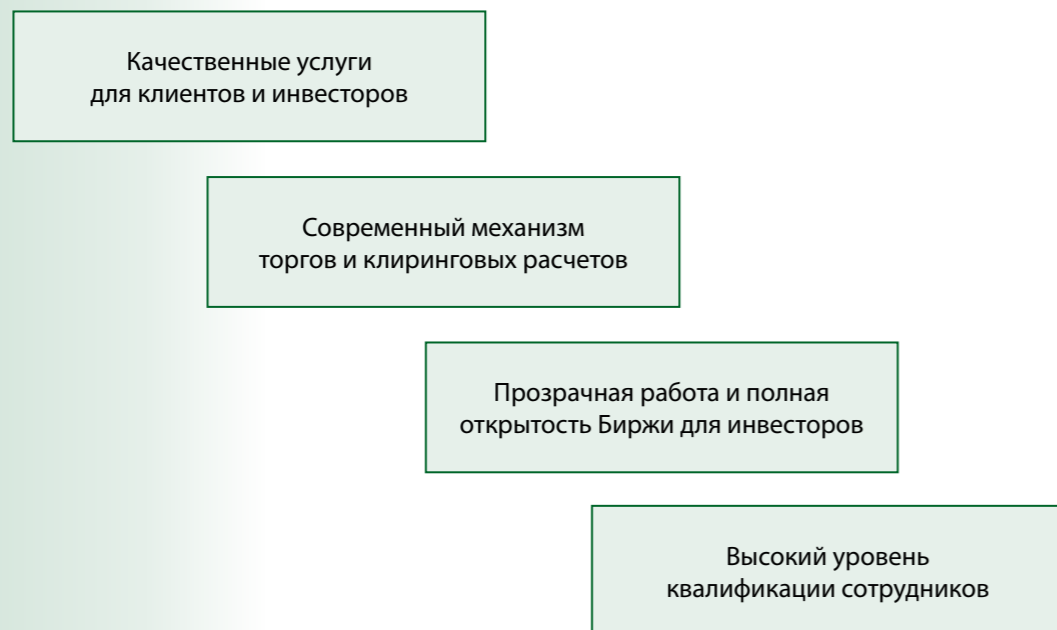 Качественные услуги
для клиентов и инвесторов
Современный механизм
торгов и клиринговых расчетов
Прозрачная работа и полная
открытость Биржи для инвесторов
Высокий уровень
квалификации сотрудников